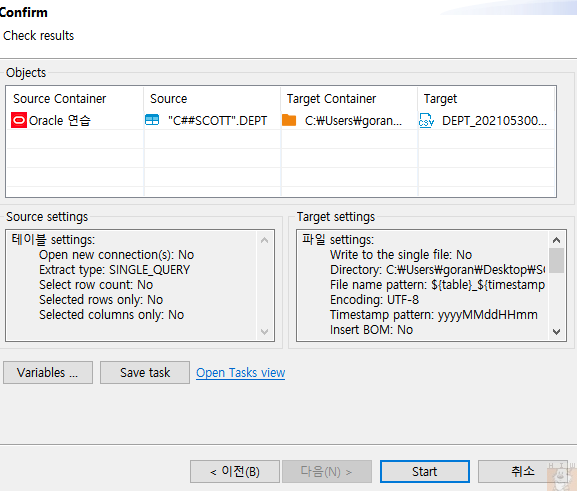 Confirm
Check results
Objects
Source Container Source Target Container Target
Oracle 연습 "C##SCOTT".DEPT C:₩Users₩goran... DEPT_202105300...
CSV
Source settings
테이블 settings:
Open new connection(s): No
Extract type: SINGLE_QUERY
Select row count: No
Selected rows only: No
Selected columns only: No
Target settings
파일 settings:
Write to the single file: No
Directory: C:₩Users₩goran₩Desktop₩S
File name pattern: ${table}_${timestamp
Encoding: UTF-8
Timestamp pattern: yyyyMMddHHmm
Insert BOM: No
Variables ... Save task Open Tasks view
< 이전(B) 다음(N) > Start 취소